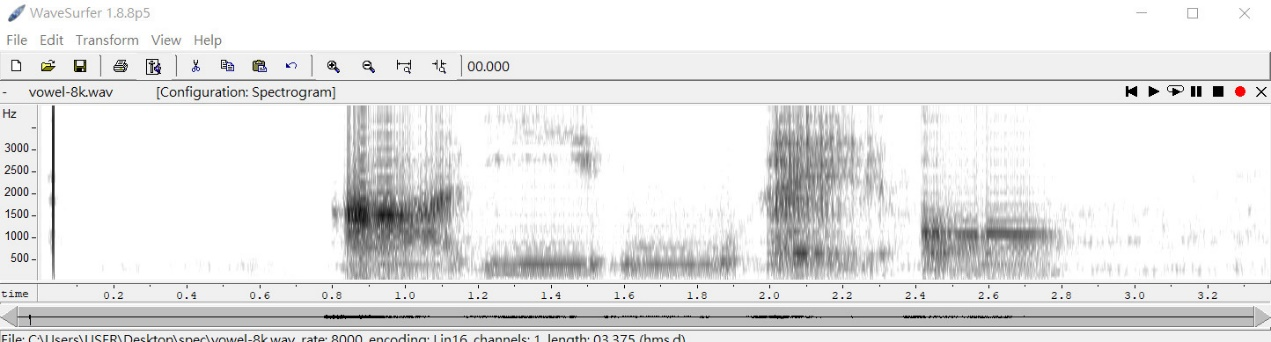 WaveSurfer 1.8.8p5
File Edit Transform View Help
00.000
- vowel-8k.wav [Configuration: Spectrogram]
Hz
3000
2500
2000
1500
1000
500
time 0.2 0.4 0.6 0.8 1.0 1.2 1.4 1.6 1.8 2.0 2.2 2.4 2.6 2.8 3.0 3.2
File: C:\Users\USER\Desktop\spec\vowel-8k.wav rate: 8000 encoding: Lin16 channels: 1 length: 03.375 (hms.d)